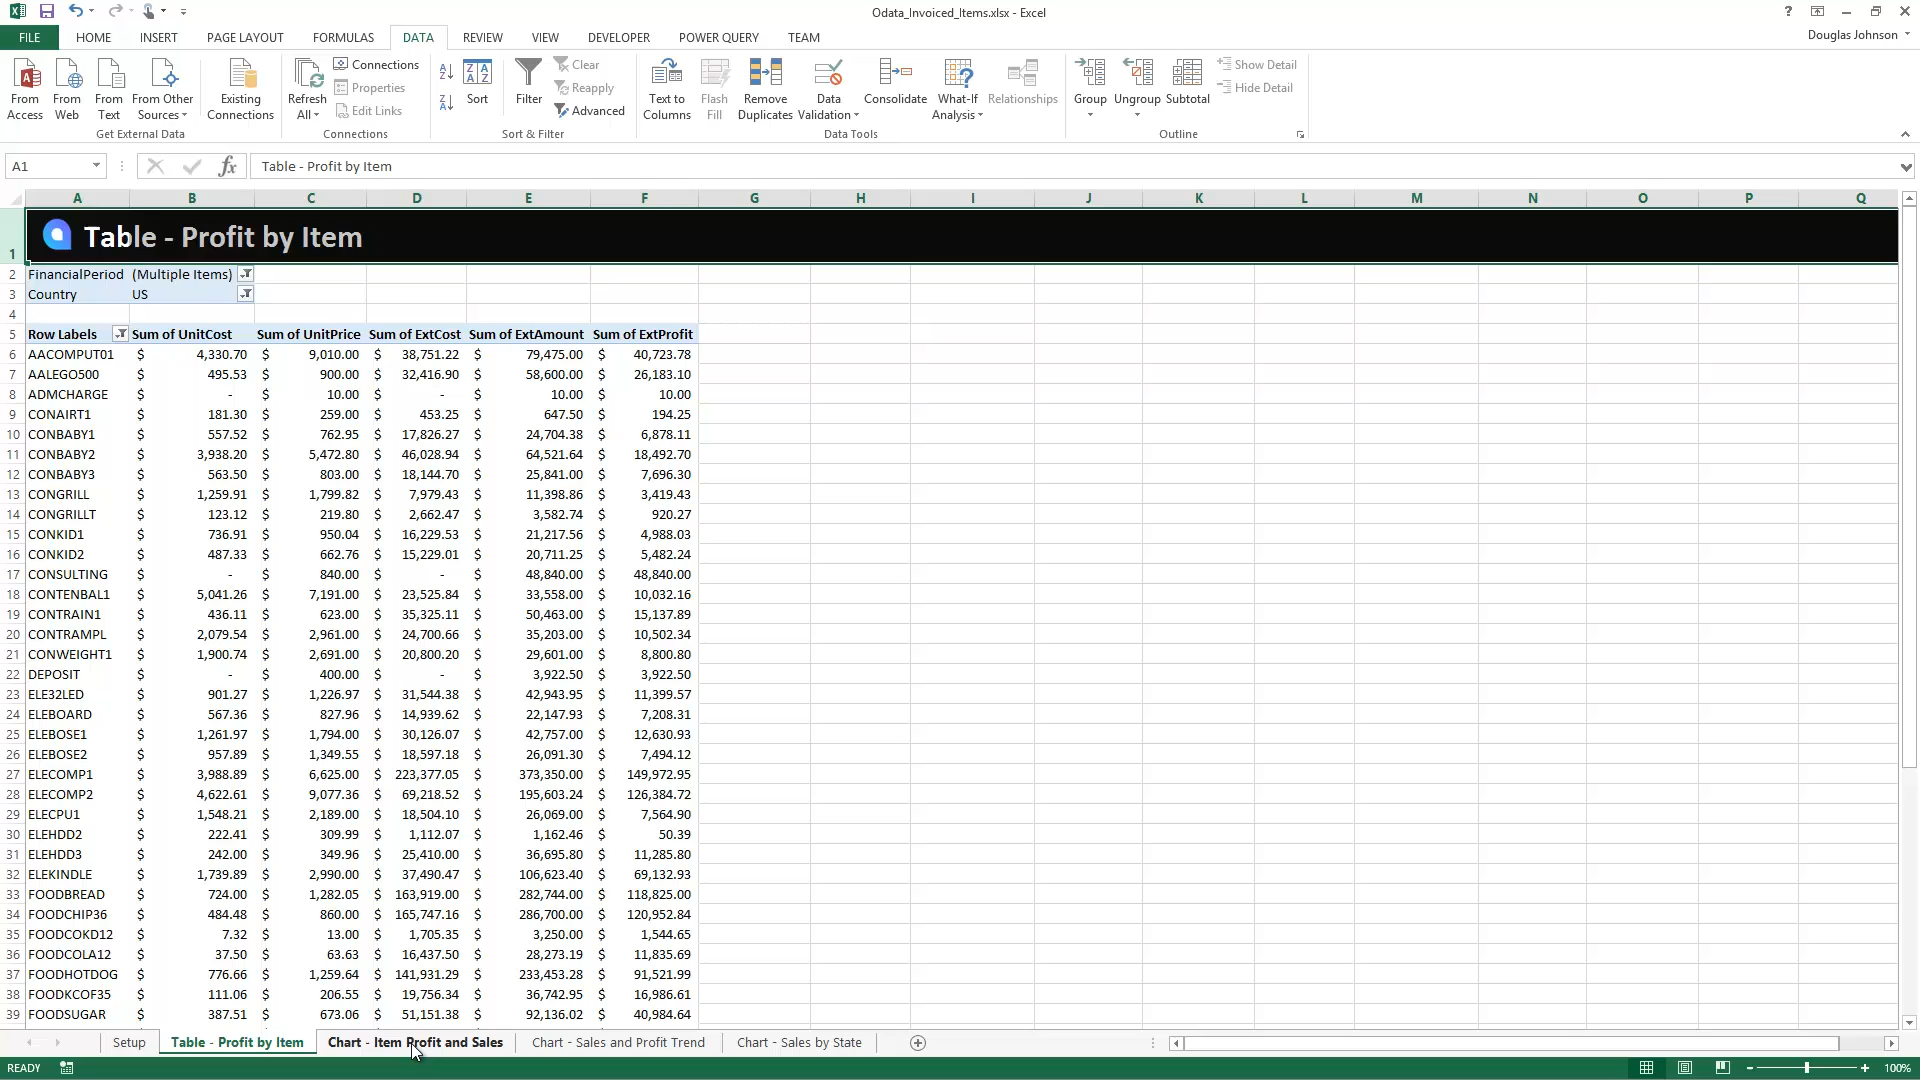 Odata_Invoiced_Items.xlsx - Excel
FILE HOME INSERT PAGE LAYOUT FORMULAS DATA REVIEW VIEW DEVELOPER POWER QUERY TEAM Douglas Johnson
From Access From Web From Text From Other Sources Existing Connections Refresh All Connections Properties Edit Links Sort Filter Clear Reapply Advanced Text to Columns Flash Fill Remove Duplicates Data Validation Consolidate What-If Analysis Relationships Group Ungroup Subtotal Show Detail Hide Detail
Get External Data Connections Sort & Filter Data Tools Outline
A1 fx Table - Profit by Item
A B C D E F G H I J K L M N O P Q
1 Table - Profit by Item
2 FinancialPeriod (Multiple Items)
3 Country US
4
5 Row Labels Sum of UnitCost Sum of UnitPrice Sum of ExtCost Sum of ExtAmount Sum of ExtProfit
6 AACOMPUT01 $ 4,330.70 $ 9,010.00 $ 38,751.22 $ 79,475.00 $ 40,723.78
7 AALEGO500 $ 495.53 $ 900.00 $ 32,416.90 $ 58,600.00 $ 26,183.10
8 ADMCHARGE $ - $ 10.00 $ - $ 10.00 $ 10.00
9 CONAIRT1 $ 181.30 $ 259.00 $ 453.25 $ 647.50 $ 194.25
10 CONBABY1 $ 557.52 $ 762.95 $ 17,826.27 $ 24,704.38 $ 6,878.11
11 CONBABY2 $ 3,938.20 $ 5,472.80 $ 46,028.94 $ 64,521.64 $ 18,492.70
12 CONBABY3 $ 563.50 $ 803.00 $ 18,144.70 $ 25,841.00 $ 7,696.30
13 CONGRILL $ 1,259.91 $ 1,799.82 $ 7,979.43 $ 11,398.86 $ 3,419.43
14 CONGRILLT $ 123.12 $ 219.80 $ 2,662.47 $ 3,582.74 $ 920.27
15 CONKID1 $ 736.91 $ 950.04 $ 16,229.53 $ 21,217.56 $ 4,988.03
16 CONKID2 $ 487.33 $ 662.76 $ 15,229.01 $ 20,711.25 $ 5,482.24
17 CONSULTING $ - $ 840.00 $ - $ 48,840.00 $ 48,840.00
18 CONTENBAL1 $ 5,041.26 $ 7,191.00 $ 23,525.84 $ 33,558.00 $ 10,032.16
19 CONTRAIN1 $ 436.11 $ 623.00 $ 35,325.11 $ 50,463.00 $ 15,137.89
20 CONTRAMPL $ 2,079.54 $ 2,961.00 $ 24,700.66 $ 35,203.00 $ 10,502.34
21 CONWEIGHT1 $ 1,900.74 $ 2,691.00 $ 20,800.20 $ 29,601.00 $ 8,800.80
22 DEPOSIT $ - $ 400.00 $ - $ 3,922.50 $ 3,922.50
23 ELE32LED $ 901.27 $ 1,226.97 $ 31,544.38 $ 42,943.95 $ 11,399.57
24 ELEBOARD $ 567.36 $ 827.96 $ 14,939.62 $ 22,147.93 $ 7,208.31
25 ELEBOSE1 $ 1,261.97 $ 1,794.00 $ 30,126.07 $ 42,757.00 $ 12,630.93
26 ELEBOSE2 $ 957.89 $ 1,349.55 $ 18,597.18 $ 26,091.30 $ 7,494.12
27 ELECOMP1 $ 3,988.89 $ 6,625.00 $ 223,377.05 $ 373,350.00 $ 149,972.95
28 ELECOMP2 $ 4,622.61 $ 9,077.36 $ 69,218.52 $ 195,603.24 $ 126,384.72
29 ELECPU1 $ 1,548.21 $ 2,189.00 $ 18,504.10 $ 26,069.00 $ 7,564.90
30 ELEHDD2 $ 222.41 $ 309.99 $ 1,112.07 $ 1,162.46 $ 50.39
31 ELEHDD3 $ 242.00 $ 349.96 $ 25,410.00 $ 36,695.80 $ 11,285.80
32 ELEKINDLE $ 1,739.89 $ 2,990.00 $ 37,490.47 $ 106,623.40 $ 69,132.93
33 FOODBREAD $ 724.00 $ 1,282.05 $ 163,919.00 $ 282,744.00 $ 118,825.00
34 FOODCHIP36 $ 484.48 $ 860.00 $ 165,747.16 $ 286,700.00 $ 120,952.84
35 FOODCOKD12 $ 7.32 $ 13.00 $ 1,705.35 $ 3,250.00 $ 1,544.65
36 FOODCOLA12 $ 37.50 $ 63.63 $ 16,437.50 $ 28,273.19 $ 11,835.69
37 FOODHOTDOG $ 776.66 $ 1,259.64 $ 141,931.29 $ 233,453.28 $ 91,521.99
38 FOODKCOF35 $ 111.06 $ 206.55 $ 19,756.34 $ 36,742.95 $ 16,986.61
39 FOODSUGAR $ 387.51 $ 673.06 $ 51,151.38 $ 92,136.02 $ 40,984.64
Setup Table - Profit by Item Chart - Item Profit and Sales Chart - Sales and Profit Trend Chart - Sales by State
READY 100%